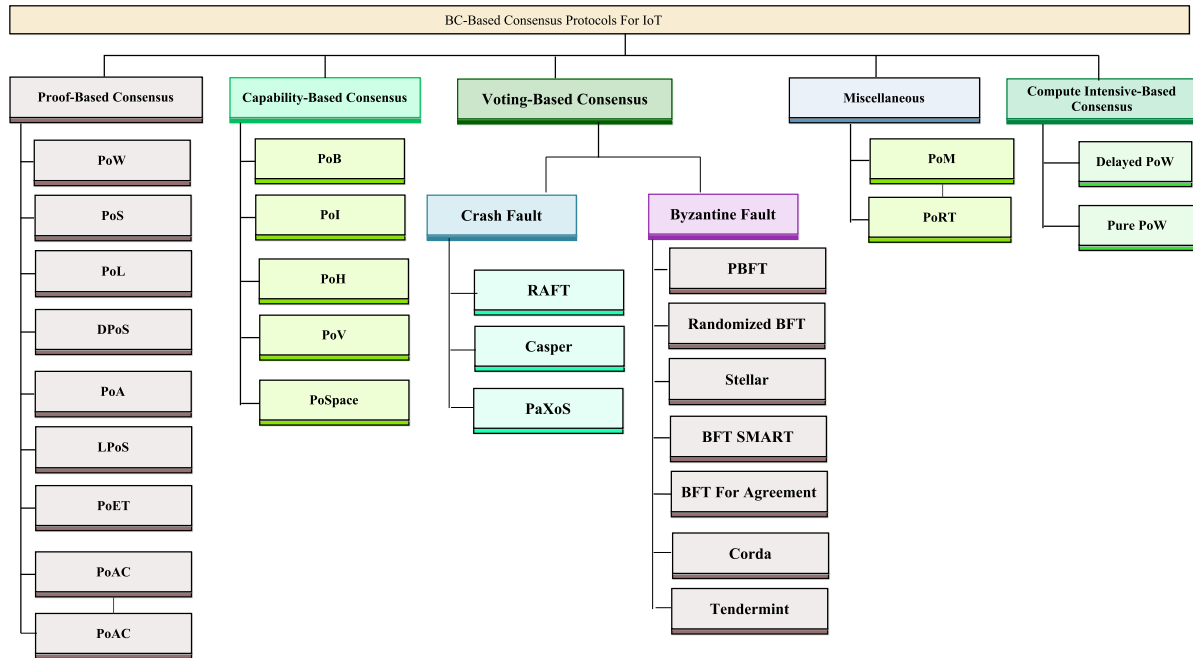 BC-Based Consensus Protocols For IoT
Proof-Based Consensus
PoW
PoS
PoL
DPoS
PoA
LPoS
PoET
PoAC
PoAC
Capability-Based Consensus
PoB
PoI
PoH
PoV
PoSpace
Voting-Based Consensus
Crash Fault
RAFT
Casper
PaXoS
Byzantine Fault
PBFT
Randomized BFT
Stellar
BFT SMART
BFT For Agreement
Corda
Tendermint
Miscellaneous
PoM
PoRT
Compute Intensive-Based
Consensus
Delayed PoW
Pure PoW